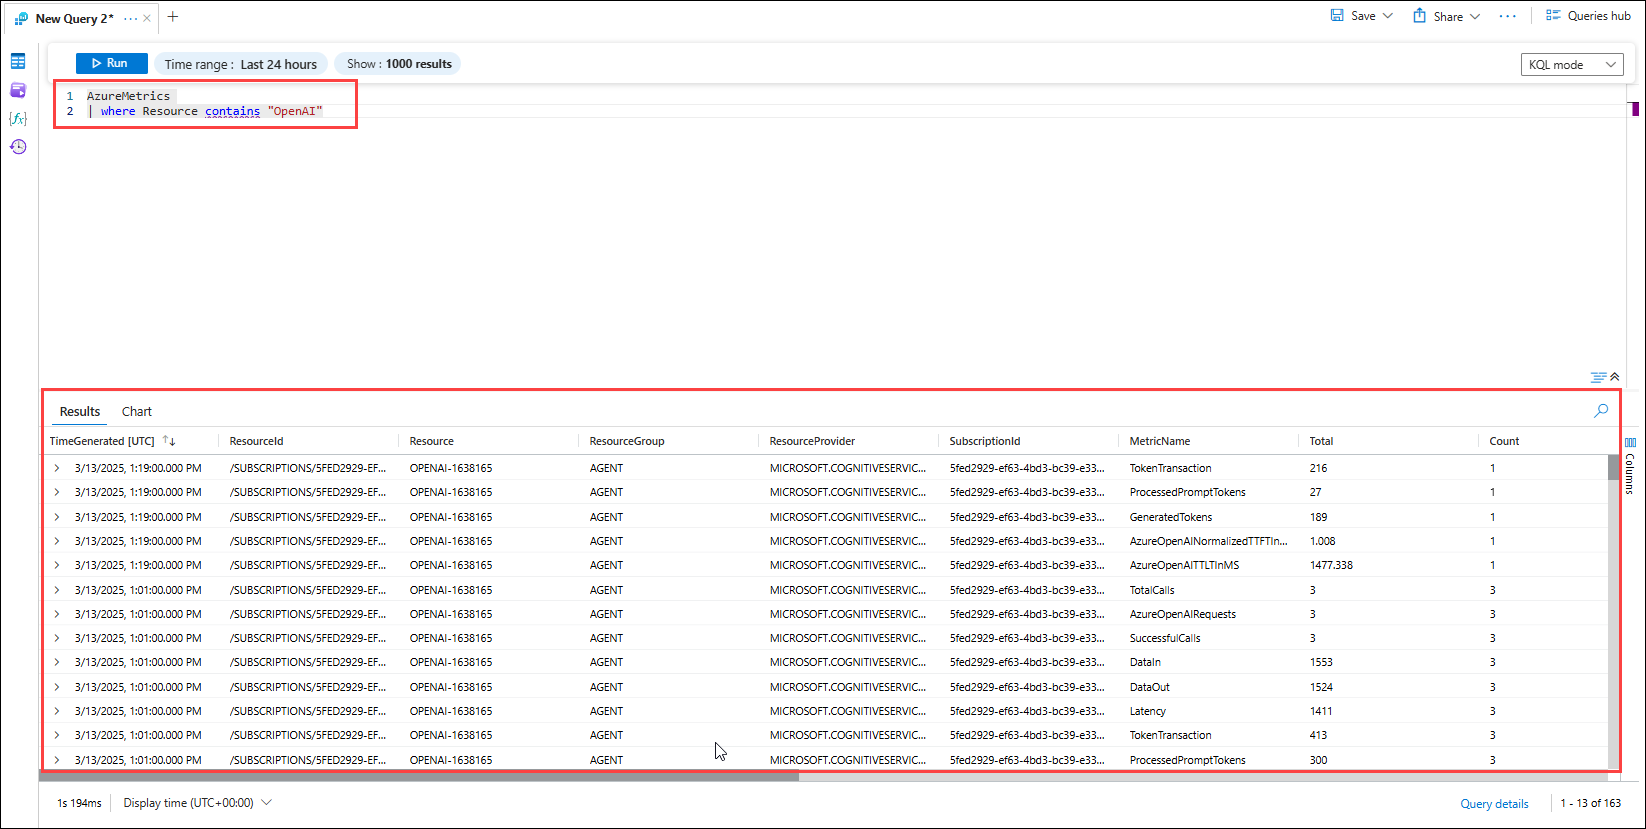 New Query 2* ··· × +
Save Share ··· Queries hub
Run Time range : Last 24 hours Show : 1000 results KQL mode
1 AzureMetrics
2 | where Resource contains "OpenAI"
{fx}
Results Chart
TimeGenerated [UTC] ↑↓ ResourceId Resource ResourceGroup ResourceProvider SubscriptionId MetricName Total Count
Columns
3/13/2025, 1:19:00.000 PM /SUBSCRIPTIONS/5FED2929-EF... OPENAI-1638165 AGENT MICROSOFT.COGNITIVESERVIC... 5fed2929-ef63-4bd3-bc39-e33... TokenTransaction 216 1
3/13/2025, 1:19:00.000 PM /SUBSCRIPTIONS/5FED2929-EF... OPENAI-1638165 AGENT MICROSOFT.COGNITIVESERVIC... 5fed2929-ef63-4bd3-bc39-e33... ProcessedPromptTokens 27 1
3/13/2025, 1:19:00.000 PM /SUBSCRIPTIONS/5FED2929-EF... OPENAI-1638165 AGENT MICROSOFT.COGNITIVESERVIC... 5fed2929-ef63-4bd3-bc39-e33... GeneratedTokens 189 1
3/13/2025, 1:19:00.000 PM /SUBSCRIPTIONS/5FED2929-EF... OPENAI-1638165 AGENT MICROSOFT.COGNITIVESERVIC... 5fed2929-ef63-4bd3-bc39-e33... AzureOpenAINormalizedTTFTIn... 1.008 1
3/13/2025, 1:19:00.000 PM /SUBSCRIPTIONS/5FED2929-EF... OPENAI-1638165 AGENT MICROSOFT.COGNITIVESERVIC... 5fed2929-ef63-4bd3-bc39-e33... AzureOpenAITTLTInMS 1477.338 1
3/13/2025, 1:01:00.000 PM /SUBSCRIPTIONS/5FED2929-EF... OPENAI-1638165 AGENT MICROSOFT.COGNITIVESERVIC... 5fed2929-ef63-4bd3-bc39-e33... TotalCalls 3 3
3/13/2025, 1:01:00.000 PM /SUBSCRIPTIONS/5FED2929-EF... OPENAI-1638165 AGENT MICROSOFT.COGNITIVESERVIC... 5fed2929-ef63-4bd3-bc39-e33... AzureOpenAIRequests 3 3
3/13/2025, 1:01:00.000 PM /SUBSCRIPTIONS/5FED2929-EF... OPENAI-1638165 AGENT MICROSOFT.COGNITIVESERVIC... 5fed2929-ef63-4bd3-bc39-e33... SuccessfulCalls 3 3
3/13/2025, 1:01:00.000 PM /SUBSCRIPTIONS/5FED2929-EF... OPENAI-1638165 AGENT MICROSOFT.COGNITIVESERVIC... 5fed2929-ef63-4bd3-bc39-e33... DataIn 1553 3
3/13/2025, 1:01:00.000 PM /SUBSCRIPTIONS/5FED2929-EF... OPENAI-1638165 AGENT MICROSOFT.COGNITIVESERVIC... 5fed2929-ef63-4bd3-bc39-e33... DataOut 1524 3
3/13/2025, 1:01:00.000 PM /SUBSCRIPTIONS/5FED2929-EF... OPENAI-1638165 AGENT MICROSOFT.COGNITIVESERVIC... 5fed2929-ef63-4bd3-bc39-e33... Latency 1411 3
3/13/2025, 1:01:00.000 PM /SUBSCRIPTIONS/5FED2929-EF... OPENAI-1638165 AGENT MICROSOFT.COGNITIVESERVIC... 5fed2929-ef63-4bd3-bc39-e33... TokenTransaction 413 3
3/13/2025, 1:01:00.000 PM /SUBSCRIPTIONS/5FED2929-EF... OPENAI-1638165 AGENT MICROSOFT.COGNITIVESERVIC... 5fed2929-ef63-4bd3-bc39-e33... ProcessedPromptTokens 300 3
1s 194ms Display time (UTC+00:00) Query details 1 - 13 of 163